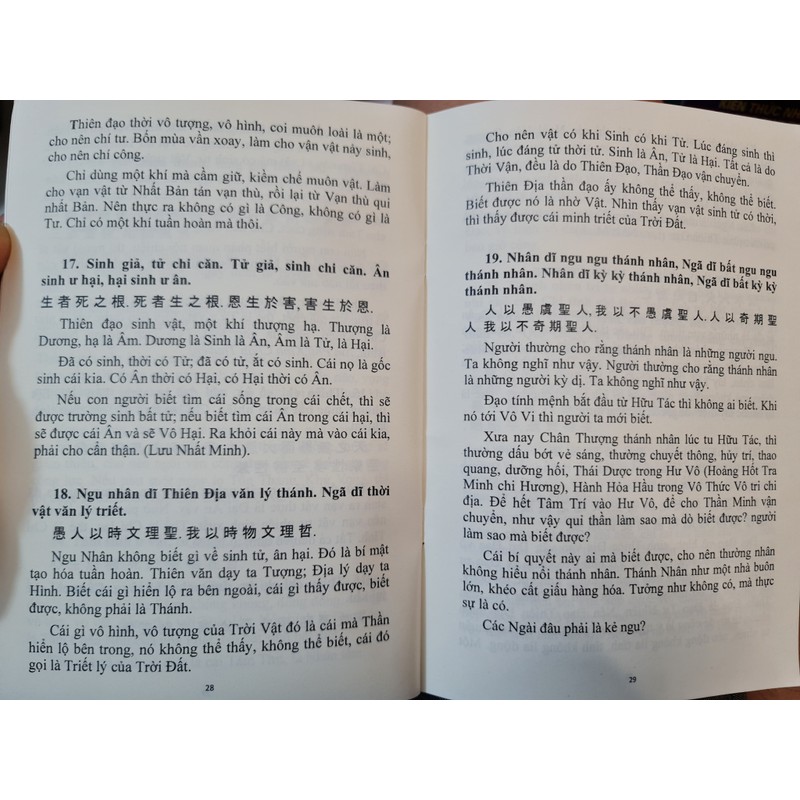 Thiên đạo thời vô tượng, vô hình, coi muôn loài là một;
cho nên chí tư. Bốn mùa vần xoay, làm cho vạn vật nảy sinh,
cho nên chí công.
Chỉ dùng một khí mà cầm giữ, kiềm chế muôn vật. Làm
cho vạn vật từ Nhất Bản tán vạn thù, rồi lại từ Vạn thù qui
nhất Bản. Nên thực ra không có gì là Công, không có gì là
Tư. Chỉ có một khí tuần hoàn mà thôi.
17. Sinh giả, tử chi căn. Tử giả, sinh chi căn. Ân
sinh ư hại, hại sinh ư ân.
生者死之根. 死者生之根. 恩生於害, 害生於恩.
Thiên đạo sinh vật, một khí thượng hạ. Thượng là
Dương, hạ là Âm. Dương là Sinh là Ân, Âm là Tử, là Hại.
Đã có sinh, thời có Tử; đã có tử, ắt có sinh. Cái nọ là gốc
sinh cái kia. Có Ân thời có Hại, có Hại thời có Ân.
Nếu con người biết tìm cái sống trong cái chết, thì sẽ
được trường sinh bất tử; nếu biết tìm cái Ân trong cái hại, thì
sẽ được cái Ân và sẽ Vô Hại. Ra khỏi cái này mà vào cái kia,
phải cho cẩn thận. (Lưu Nhất Minh).
18. Ngu nhân dĩ Thiên Địa văn lý thánh. Ngã dĩ thời
vật văn lý triết.
愚人以時文理聖. 我以時物文理哲.
Ngu Nhân không biết gì về sinh tử, ân hại. Đó là bí mật
tạo hóa tuần hoàn. Thiên văn dạy ta Tượng; Địa lý dạy ta
Hình. Biết cái gì hiển lộ ra bên ngoài, cái gì thấy được, biết
được, không phải là Thánh.
Cái gì vô hình, vô tượng của Trời Vật đó là cái mà Thần
hiển lộ bên trong, nó không thể thấy, không thể biết, cái đó
gọi là Triết lý của Trời Đất.
28
Cho nên vật có khi Sinh có khi Tử. Lúc đáng sinh thì
sinh, lúc đáng tử thời tử. Sinh là Ân, Tử là Hại. Tất cả là do
Thời Vận, đều là do Thiên Đạo, Thần Đạo vận chuyển.
Thiên Địa thần đạo ấy không thể thấy, không thể biết.
Biết được nó là nhờ Vật. Nhìn thấy vạn vật sinh tử có thời,
thì thấy được cái minh triết của Trời Đất.
19. Nhân dĩ ngu ngu thánh nhân, Ngã dĩ bất ngu ngu
thánh nhân. Nhân dĩ kỳ kỳ thánh nhân, Ngã dĩ bất kỳ kỳ
thánh nhân.
人以愚虞聖人,我以不愚虞聖人.人以奇期聖
人我以不奇期聖人.
Người thường cho rằng thánh nhân là những người ngu.
Ta không nghĩ như vậy. Người thường cho rằng thánh nhân
là những người kỳ dị. Ta không nghĩ như vậy.
Đạo tính mệnh bắt đầu từ Hữu Tác thì không ai biết. Khi
nó tới Vô Vi thì người ta mới biết.
Xưa nay Chân Thượng thánh nhân lúc tu Hữu Tác, thì
thường dấu bớt vẻ sáng, thường chuyết thông, hủy trí, thao
quang, dưỡng hối, Thái Dược trong Hư Vô (Hoảng Hốt Tra
Minh chi Hương), Hành Hỏa Hầu trong Vô Thức Vô tri chi
địa. Để hết Tâm Trí vào Hư Vô, để cho Thần Minh vận
chuyển, như vậy quỉ thần làm sao mà dò biết được? người
làm sao mà biết được?
Cái bí quyết này ai mà biết được, cho nên thường nhân
không hiểu nổi thánh nhân. Thánh Nhân như một nhà buôn
lớn, khéo cất giấu hàng hóa. Tưởng như không có, mà thực
sự là có.
Các Ngài đâu phải là kẻ ngu?
29